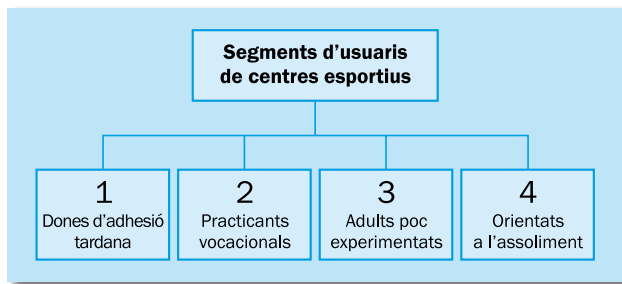 Segments d’usuaris
de centres esportius
1
Dones d’adhesió
tardana
2
Practicants
vocacionals
3
Adults poc
experimentats
4
Orientats
a l’assoliment